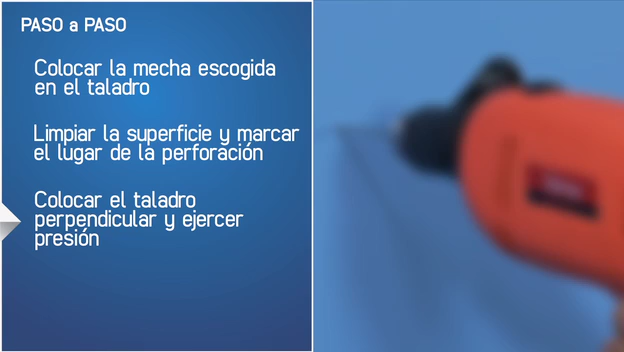 PASO a PASO
Colocar la mecha escogida
en el taladro
Limpiar la superficie y marcar
el lugar de la perforación
Colocar el taladro
perpendicular y ejercer
presión